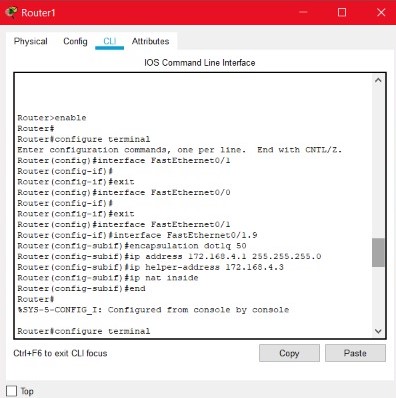 Router1
Physical Config CLI Attributes
IOS Command Line Interface
Router>enable
Router#
Router#configure terminal
Enter configuration commands, one per line. End with CNTL/Z.
Router(config)#interface FastEthernet0/1
Router(config-if)#
Router(config-if)#exit
Router(config)#interface FastEthernet0/0
Router(config-if)#
Router(config-if)#exit
Router(config)#interface FastEthernet0/1
Router(config-if)#interface FastEthernet0/1.9
Router(config-subif)#encapsulation dot1q 50
Router(config-subif)#ip address 172.168.4.1 255.255.255.0
Router(config-subif)#ip helper-address 172.168.4.3
Router(config-subif)#ip nat inside
Router(config-subif)#end
Router#
%SYS-5-CONFIG_I: Configured from console by console
Router#configure terminal
Ctrl+F6 to exit CLI focus
Copy
Paste
Top